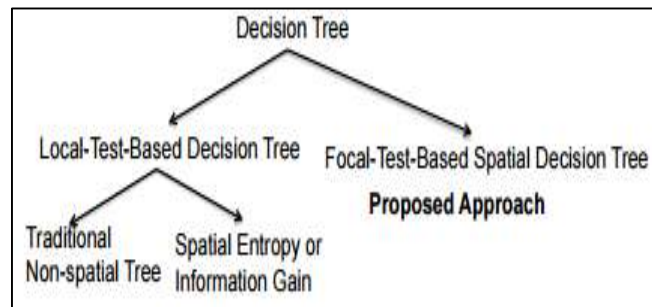 Decision Tree
Local-Test-Based Decision Tree
Focal-Test-Based Spatial Decision Tree
Proposed Approach
Traditional
Non-spatial Tree
Spatial Entropy or
Information Gain